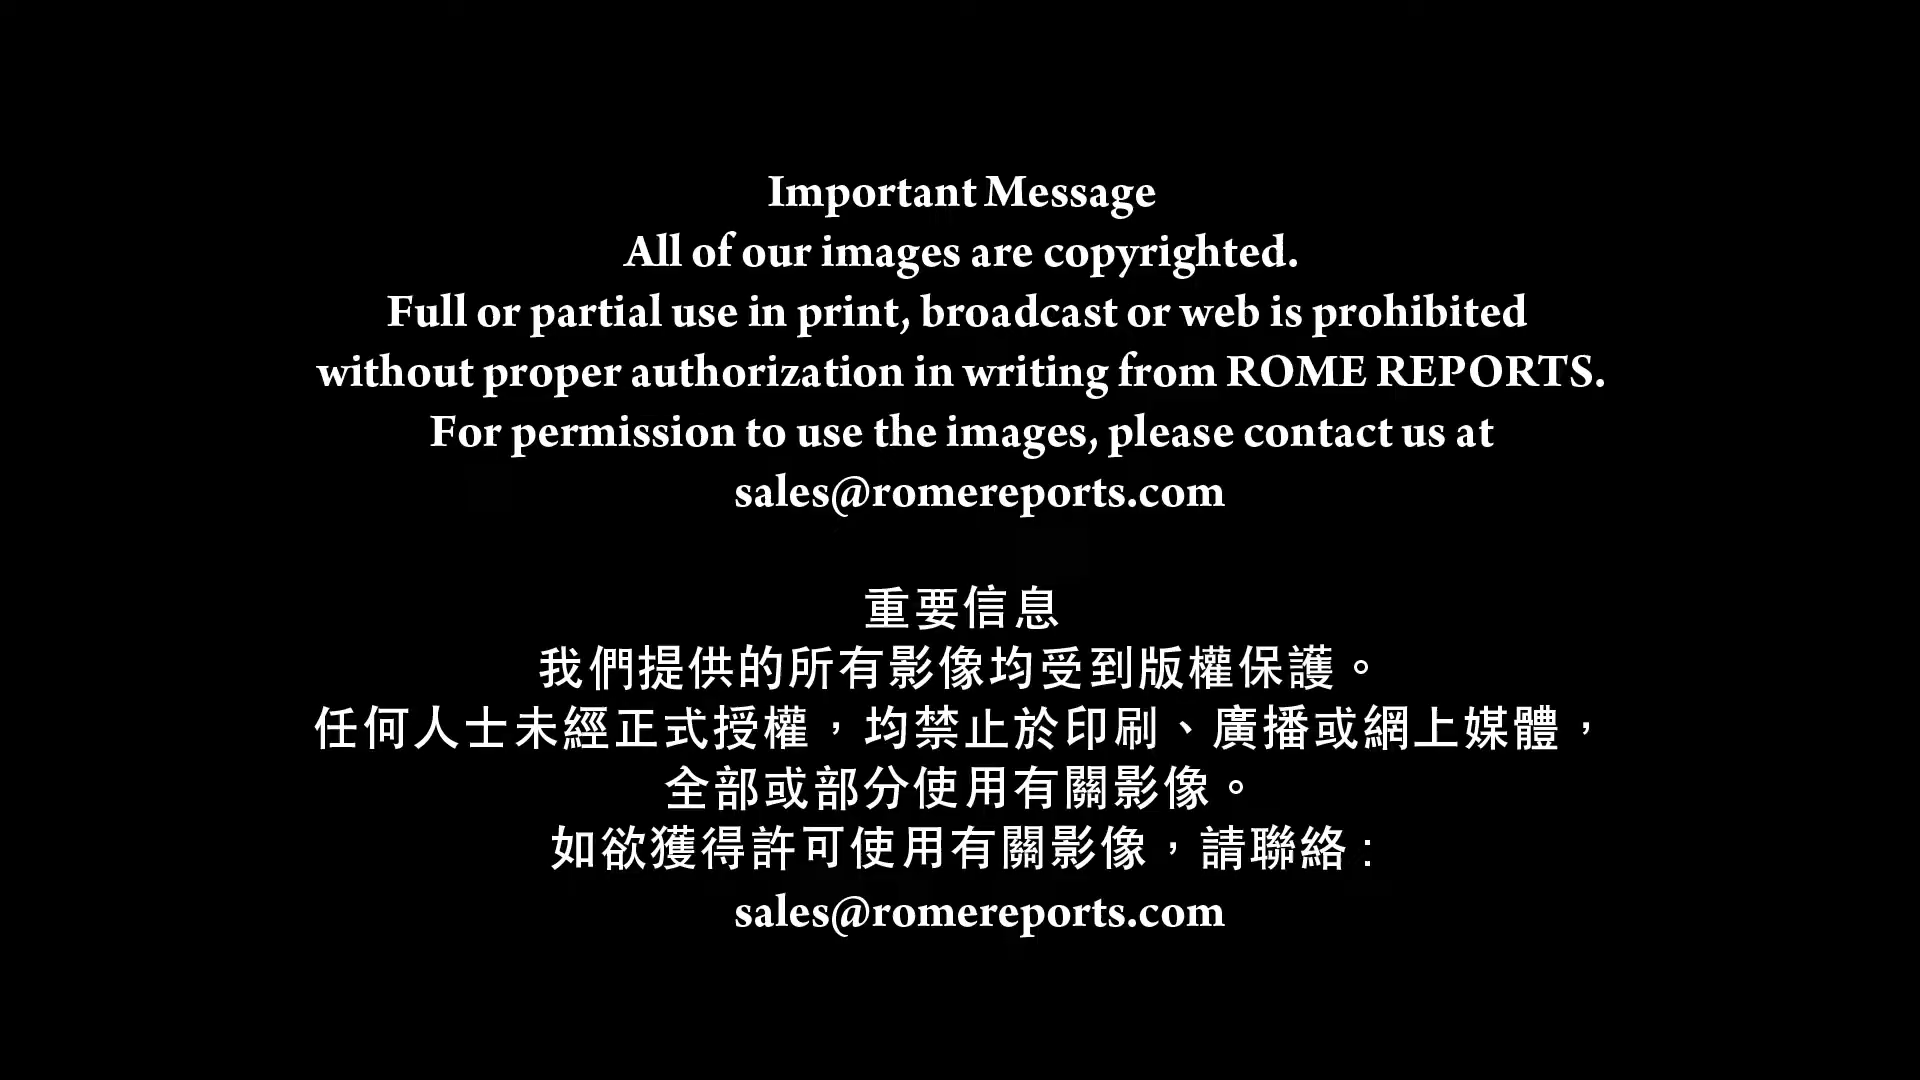 Important Message
All of our images are copyrighted.
Full or partial use in print, broadcast or web is prohibited
without proper authorization in writing from ROME REPORTS.
For permission to use the images, please contact us at
sales@romereports.com
重要信息
我們提供的所有影像均受到版權保護。
任何人士未經正式授權，均禁止於印刷、廣播或網上媒體，
全部或部分使用有關影像。
如欲獲得許可使用有關影像，請聯絡：
sales@romereports.com